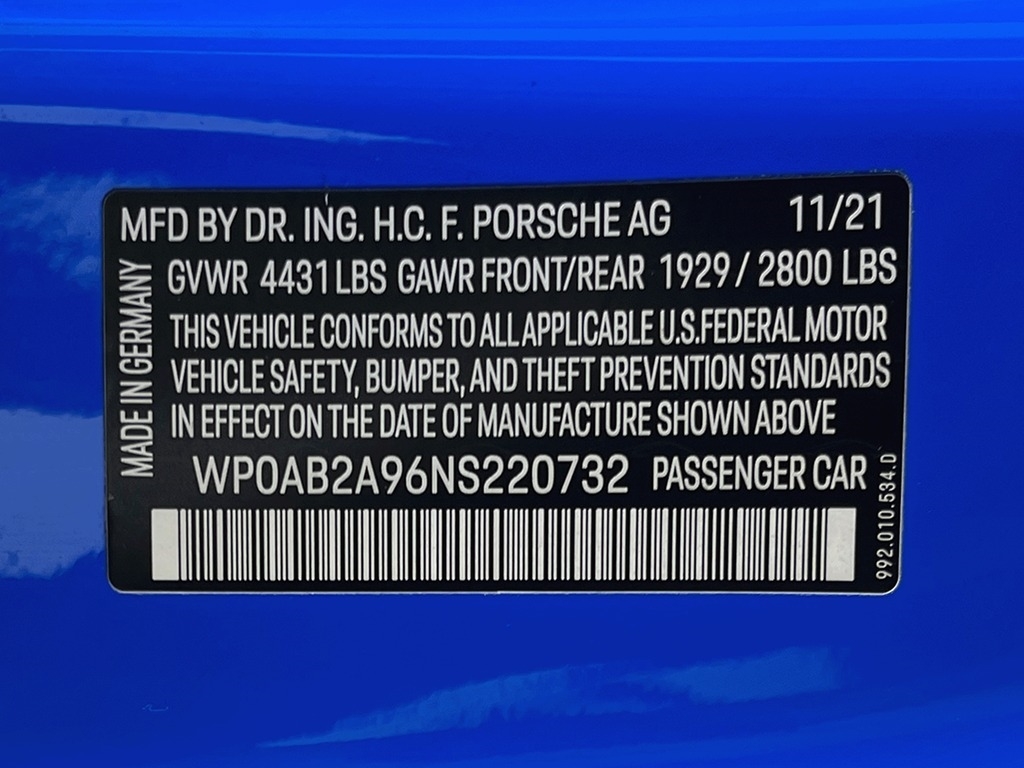 MFD BY DR. ING. H.C. F. PORSCHE AG 11/21
GVWR 4431 LBS GAWR FRONT/REAR 1929 / 2800 LBS
THIS VEHICLE CONFORMS TO ALL APPLICABLE U.S. FEDERAL MOTOR
VEHICLE SAFETY, BUMPER, AND THEFT PREVENTION STANDARDS
IN EFFECT ON THE DATE OF MANUFACTURE SHOWN ABOVE
WP0AB2A96NS220732 PASSENGER CAR
MADE IN GERMANY
992.010.534.D